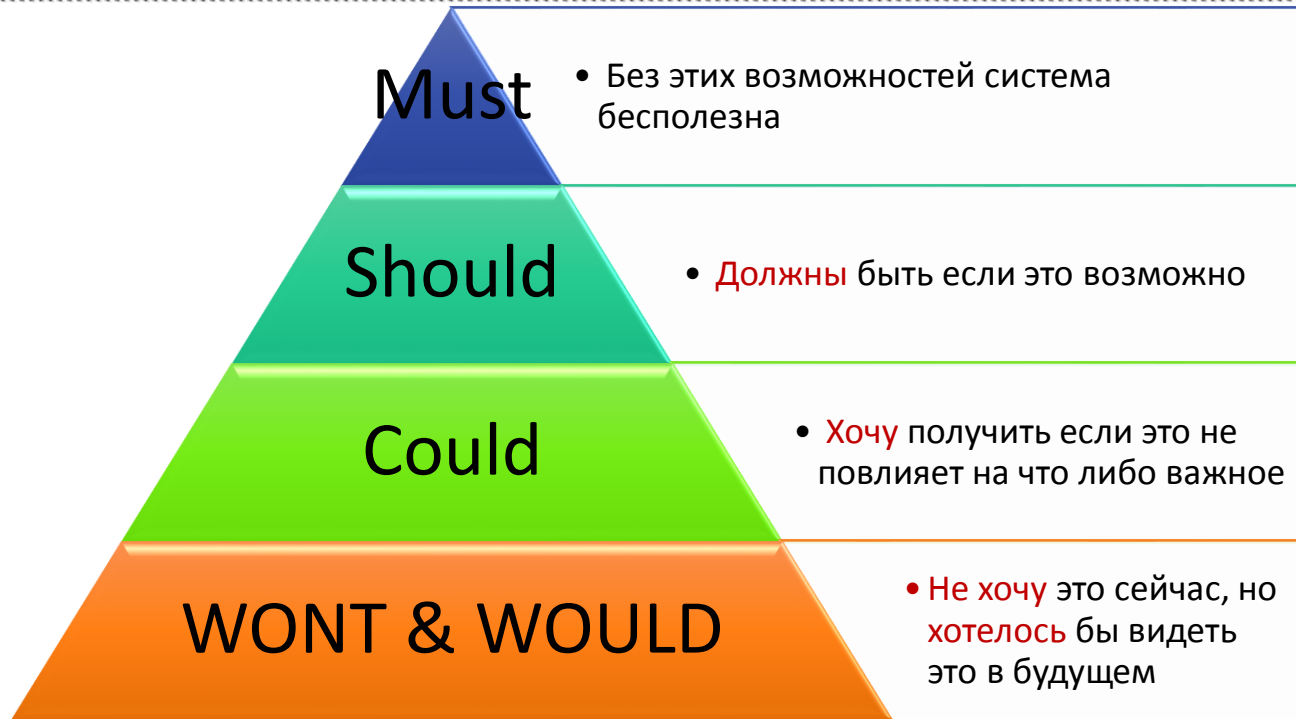 Must
• Без этих возможностей система
бесполезна
Should
• Должны быть если это возможно
Could
• Хочу получить если это не
повлияет на что либо важное
WONT & WOULD
• Не хочу это сейчас, но
хотелось бы видеть
это в будущем